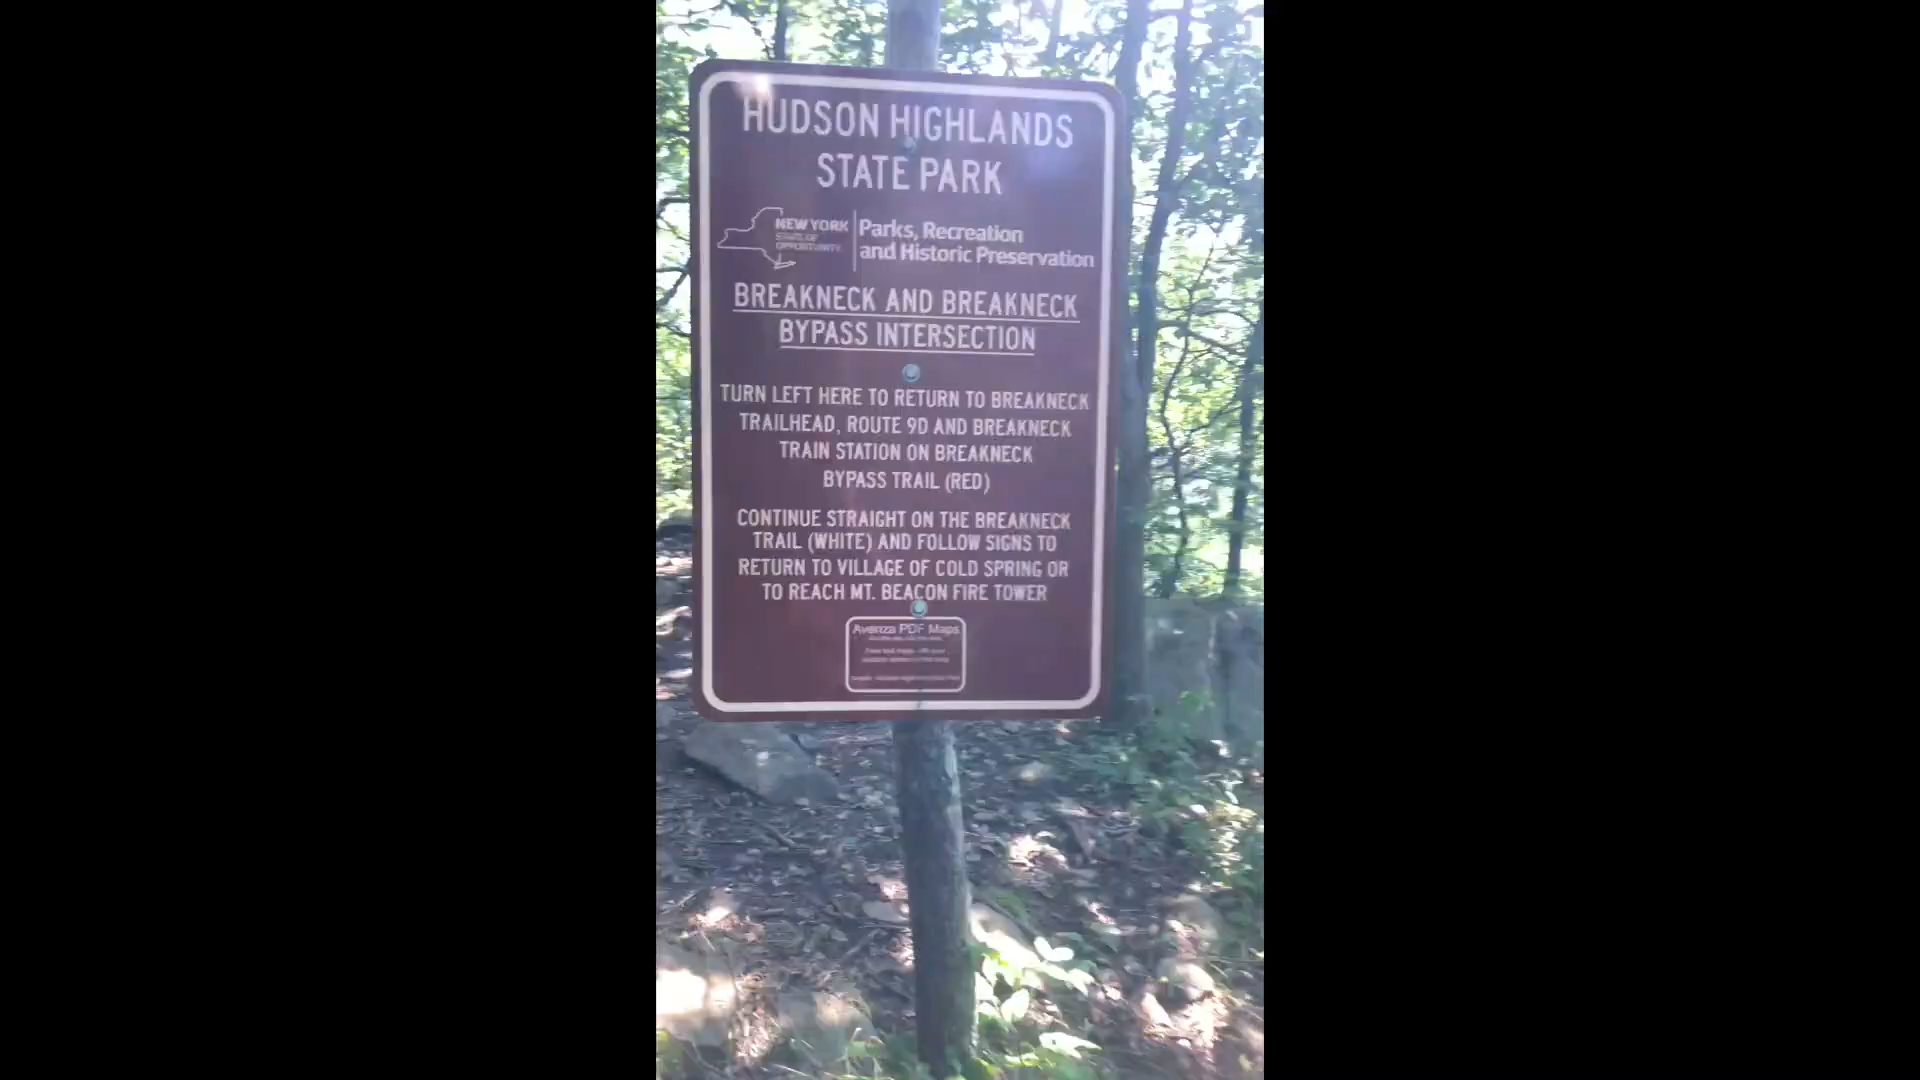 HUDSON HIGHLANDS
STATE PARK
NEW YORK
STATE OF
OPPORTUNITY
Parks, Recreation
and Historic Preservation
BREAKNECK AND BREAKNECK
BYPASS INTERSECTION
TURN LEFT HERE TO RETURN TO BREAKNECK
TRAILHEAD, ROUTE 9D AND BREAKNECK
TRAIN STATION ON BREAKNECK
BYPASS TRAIL (RED)
CONTINUE STRAIGHT ON THE BREAKNECK
TRAIL (WHITE) AND FOLLOW SIGNS TO
RETURN TO VILLAGE OF COLD SPRING OR
TO REACH MT. BEACON FIRE TOWER
Avenza PDF Maps